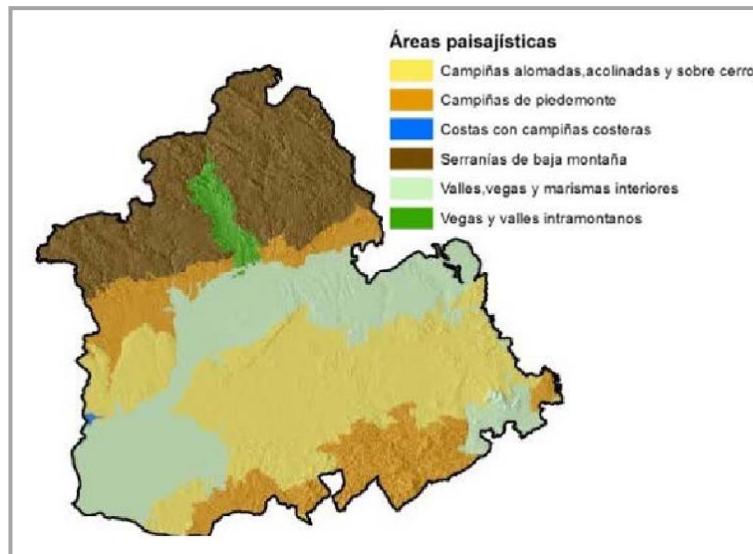 Áreas paisajísticas
Campiñas alomadas,acolinadas y sobre cerro
Campiñas de piedemonte
Costas con campiñas costeras
Serranías de baja montaña
Valles,vegas y marismas interiores
Vegas y valles intramontanos